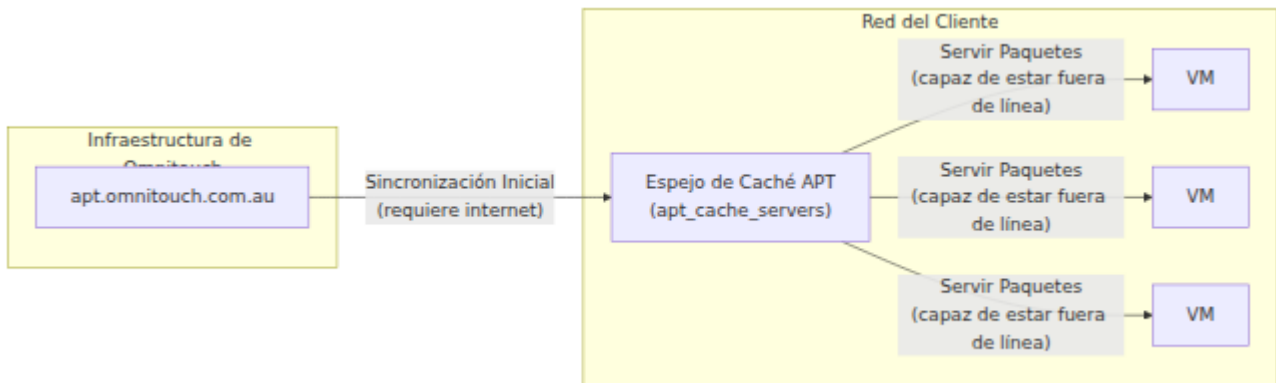 Infraestructura de
Omnitouch
apt.omnitouch.com.au
Sincronización Inicial
(requiere internet)
Red del Cliente
Espejo de Caché APT
(apt_cache_servers)
Servir Paquetes
(capaz de estar fuera
de línea)
VM
Servir Paquetes
(capaz de estar fuera
de línea)
VM
Servir Paquetes
(capaz de estar fuera
de línea)
VM